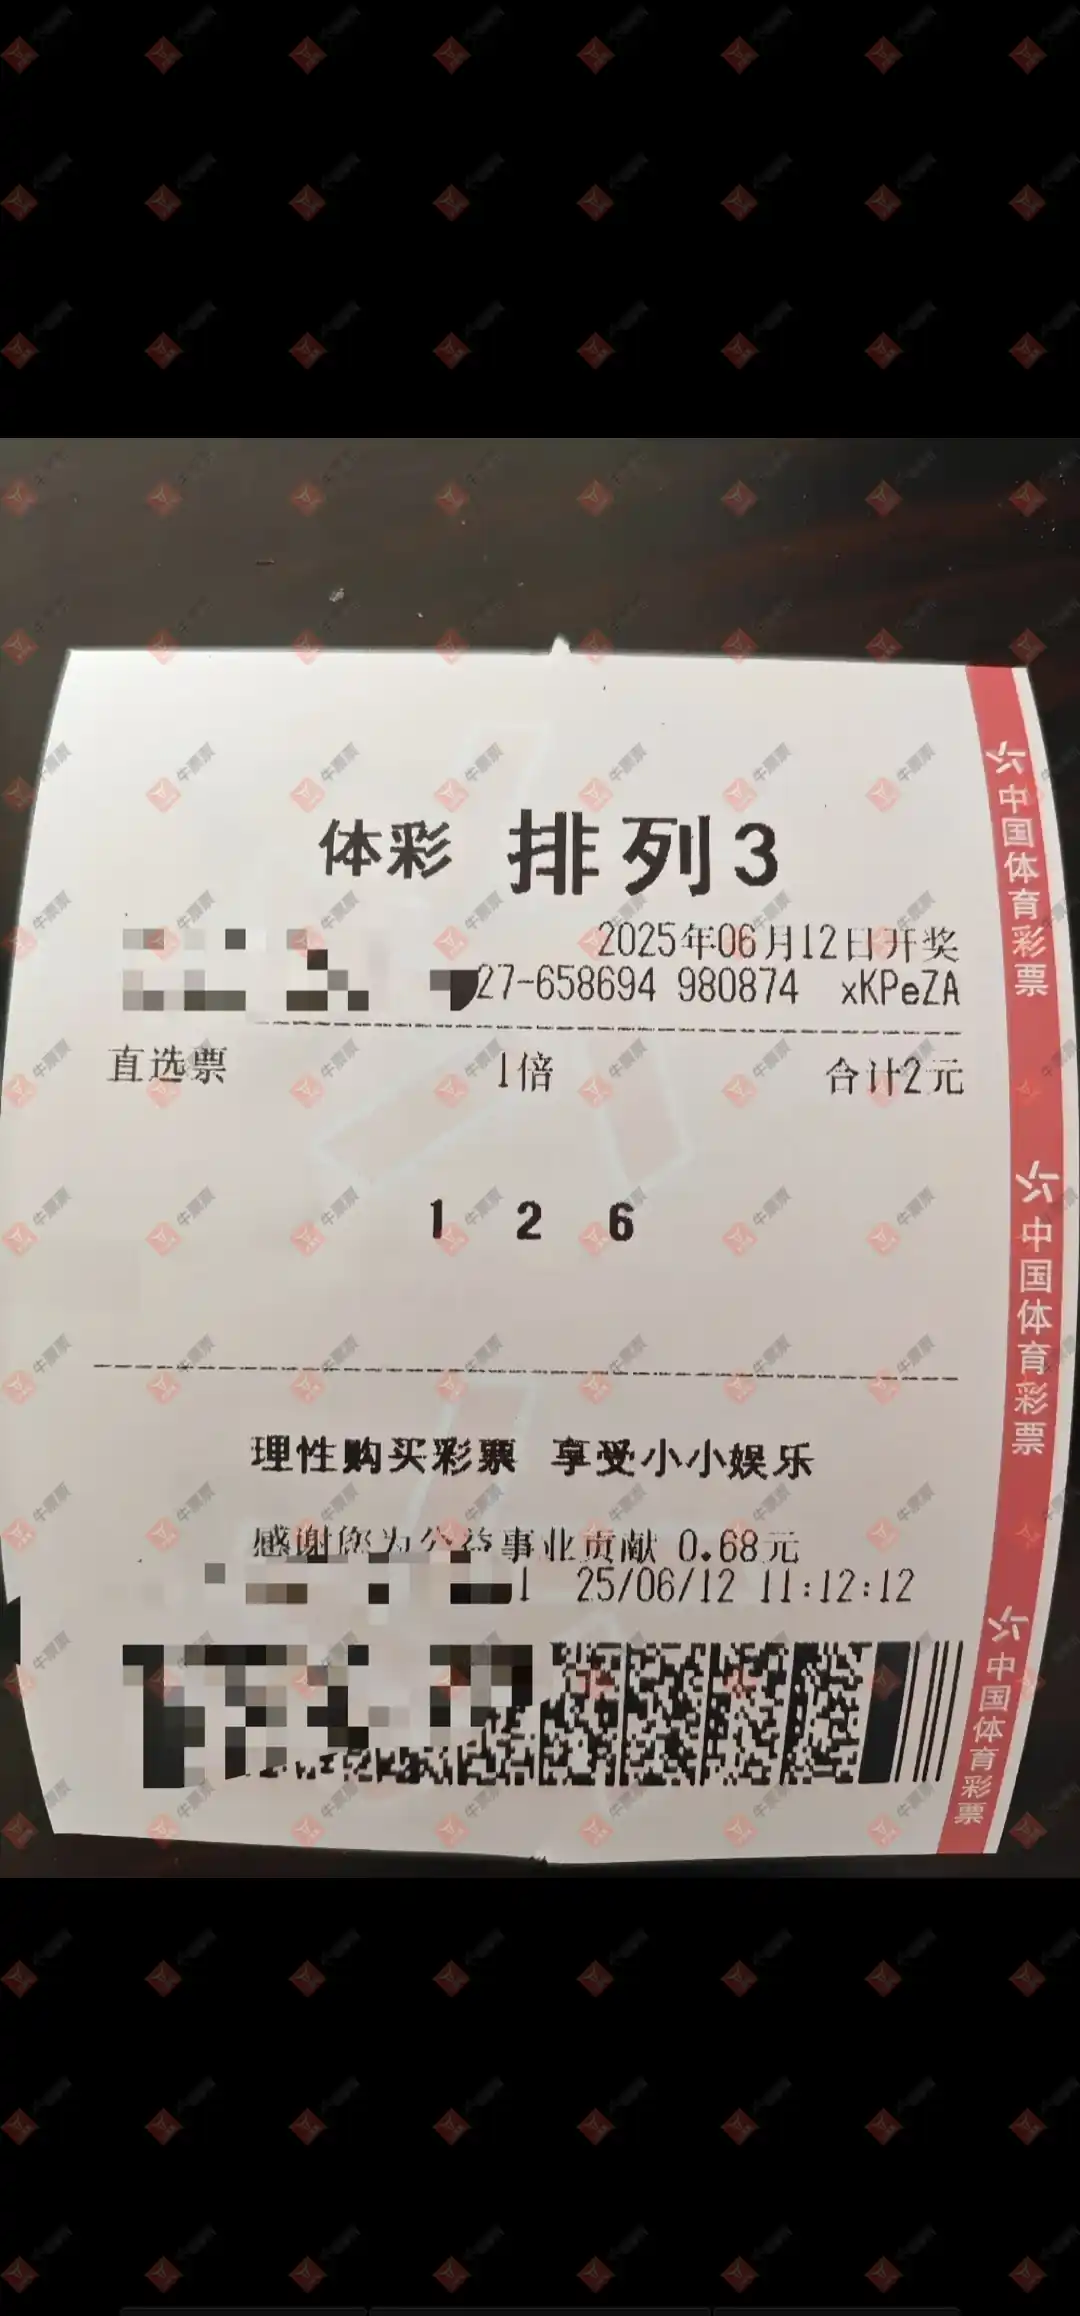 体彩 排列3
2025年06月12日开奖
27-658694 980874 xKPeZA
直选票 1倍 合计2元
1 2 6
理性购买彩票 享受小小娱乐
感谢您为公益事业贡献 0.68元
1 25/06/12 11:12:12
中国体育彩票
中国体育彩票
中国体育彩票
牛票票